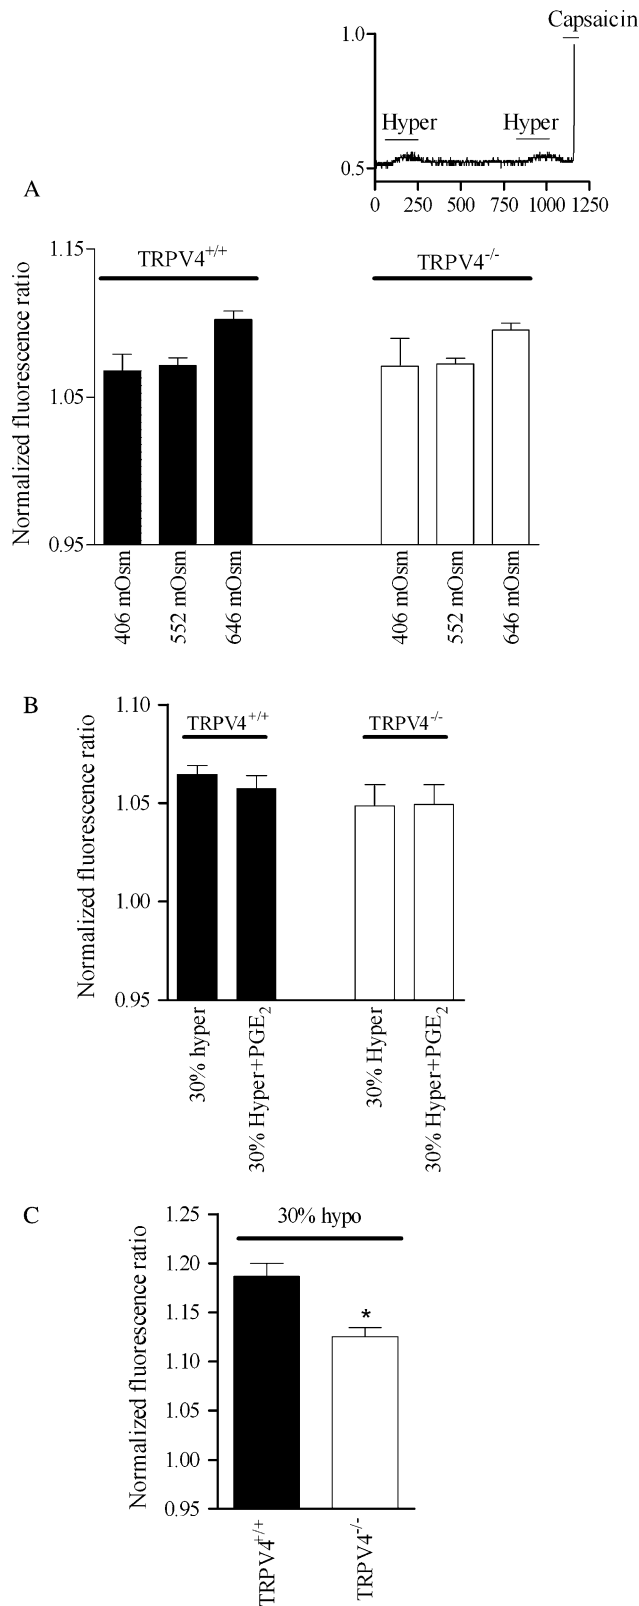 Capsaicin
1.0
Hyper Hyper
0.5
0 250 500 750 1000 1250
A
Normalized fluorescence ratio
1.15
1.05
0.95
TRPV4+/+ TRPV4-/-
406 mOsm
552 mOsm
646 mOsm
406 mOsm
552 mOsm
646 mOsm
B
Normalized fluorescence ratio
1.10
1.05
1.00
0.95
TRPV4+/+ TRPV4-/-
30% hyper
30% Hyper+PGE2
30% Hyper
30% Hyper+PGE2
C
Normalized fluorescence ratio
1.25
1.20
1.15
1.10
1.05
1.00
0.95
30% hypo
*
TRPV4+/+
TRPV4-/-